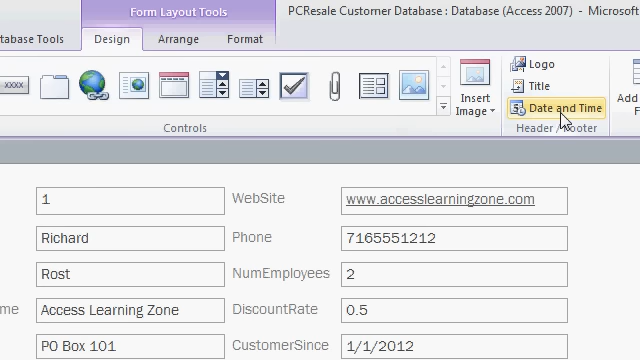 Form Layout Tools
PCResale Customer Database : Database (Access 2007) - Microsoft
tabase Tools
Design
Arrange
Format
Logo
Title
Date and Time
xxxx
Insert
Image
Add
F
Controls
Header / Footer
1
WebSite
www.accesslearningzone.com
Richard
Phone
7165551212
Rost
NumEmployees
2
me
Access Learning Zone
DiscountRate
0.5
PO Box 101
CustomerSince
1/1/2012